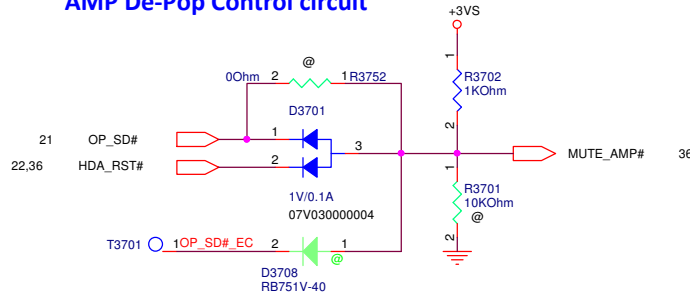 AMP De-Pop Control circuit
+3VS
@
0Ohm 2 1 R3752
1
R3702
1KOhm
2
D3701
21 OP_SD# 1
3
MUTE_AMP# 36
22,36 HDA_RST# 2
1
R3701
10KOhm
@
2
1V/0.1A
07V030000004
T3701 1 OP_SD#_EC 2 1
@
D3708
RB751V-40